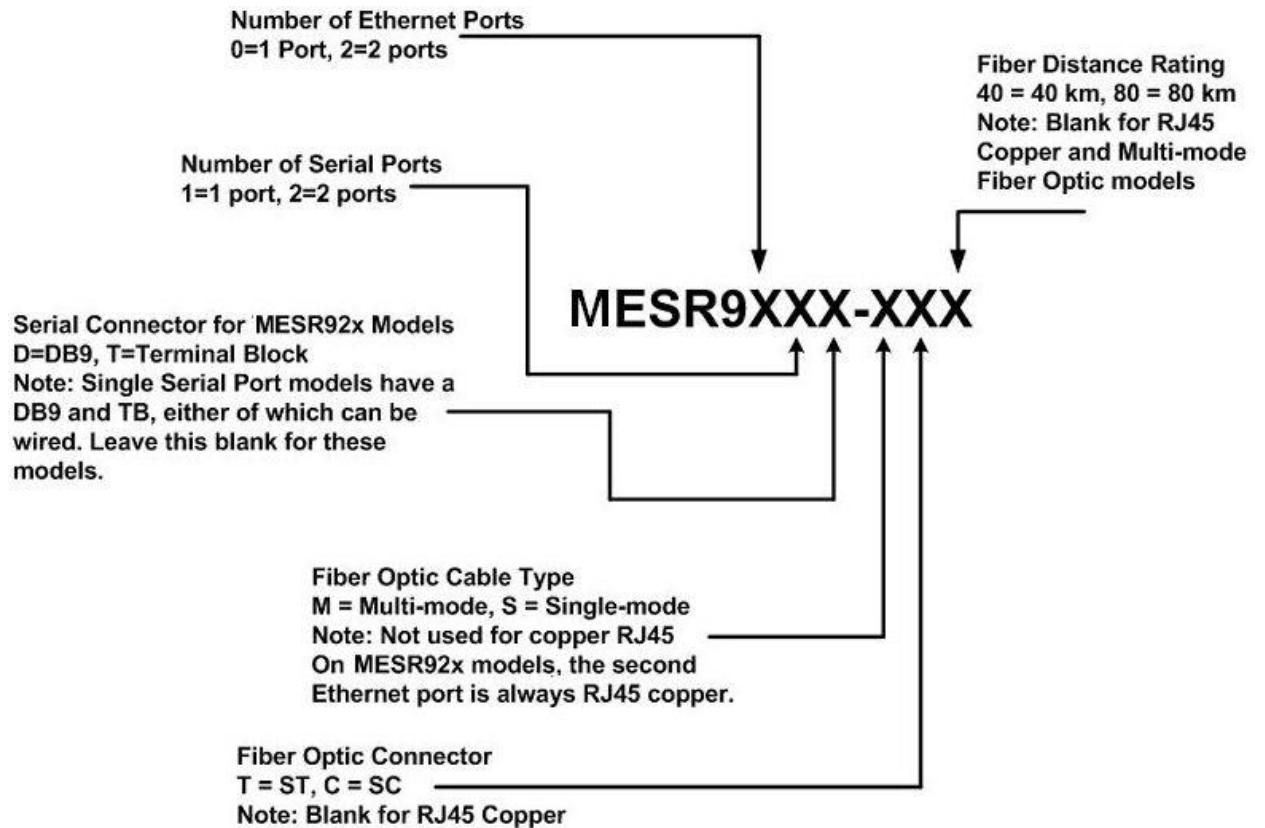 Number of Ethernet Ports
0=1 Port, 2=2 ports
Fiber Distance Rating
40 = 40 km, 80 = 80 km
Note: Blank for RJ45
Copper and Multi-mode
Fiber Optic models
Number of Serial Ports
1=1 port, 2=2 ports
MESR9XXX-XXX
Serial Connector for MESR92x Models
D=DB9, T=Terminal Block
Note: Single Serial Port models have a
DB9 and TB, either of which can be
wired. Leave this blank for these
models.
Fiber Optic Cable Type
M = Multi-mode, S = Single-mode
Note: Not used for copper RJ45
On MESR92x models, the second
Ethernet port is always RJ45 copper.
Fiber Optic Connector
T = ST, C = SC
Note: Blank for RJ45 Copper